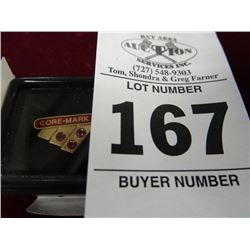 CORE-MARK
BAY AREA
AUCTION
SERVICES INC.
(727) 548-9303
Tom, Shondra & Greg Farner
LOT NUMBER
167
BUYER NUMBER